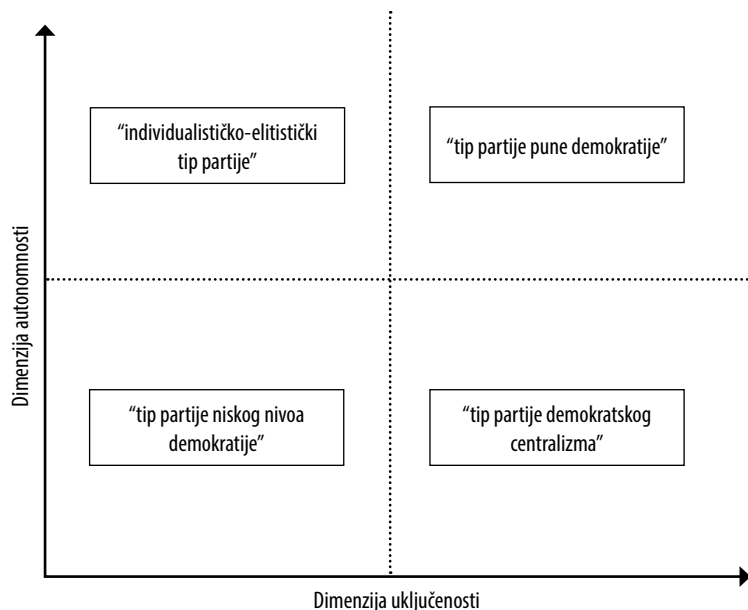 “individualističko-elitistički
tip partije”
“tip partije pune demokratije”
Dimenzija autonomnosti
“tip partije niskog nivoa
demokratije”
“tip partije demokratskog
centralizma”
Dimenzija uključenosti